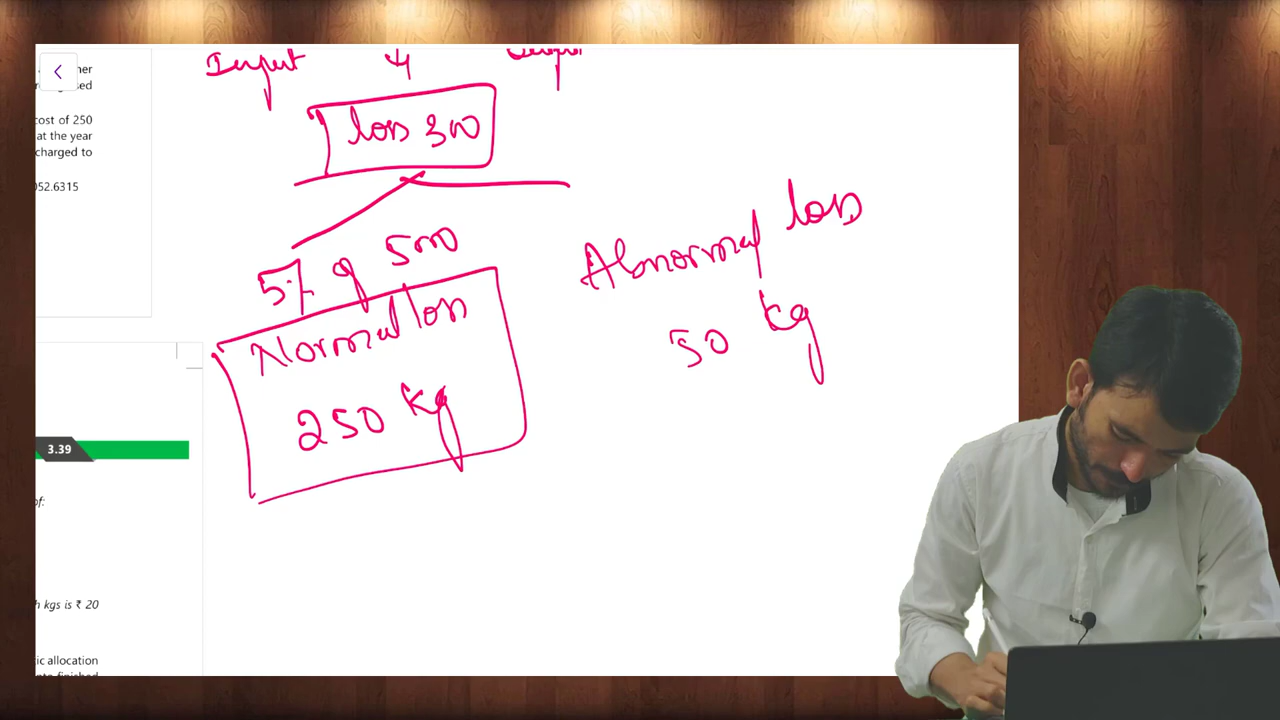 her
cost of 250
at the year
charged to
052.6315
3.39
of:
kgs is ₹ 20
ic allocation
Input
loss 300
5% of 5000
Normal loss
250 kg
Abnormal loss
50 kg